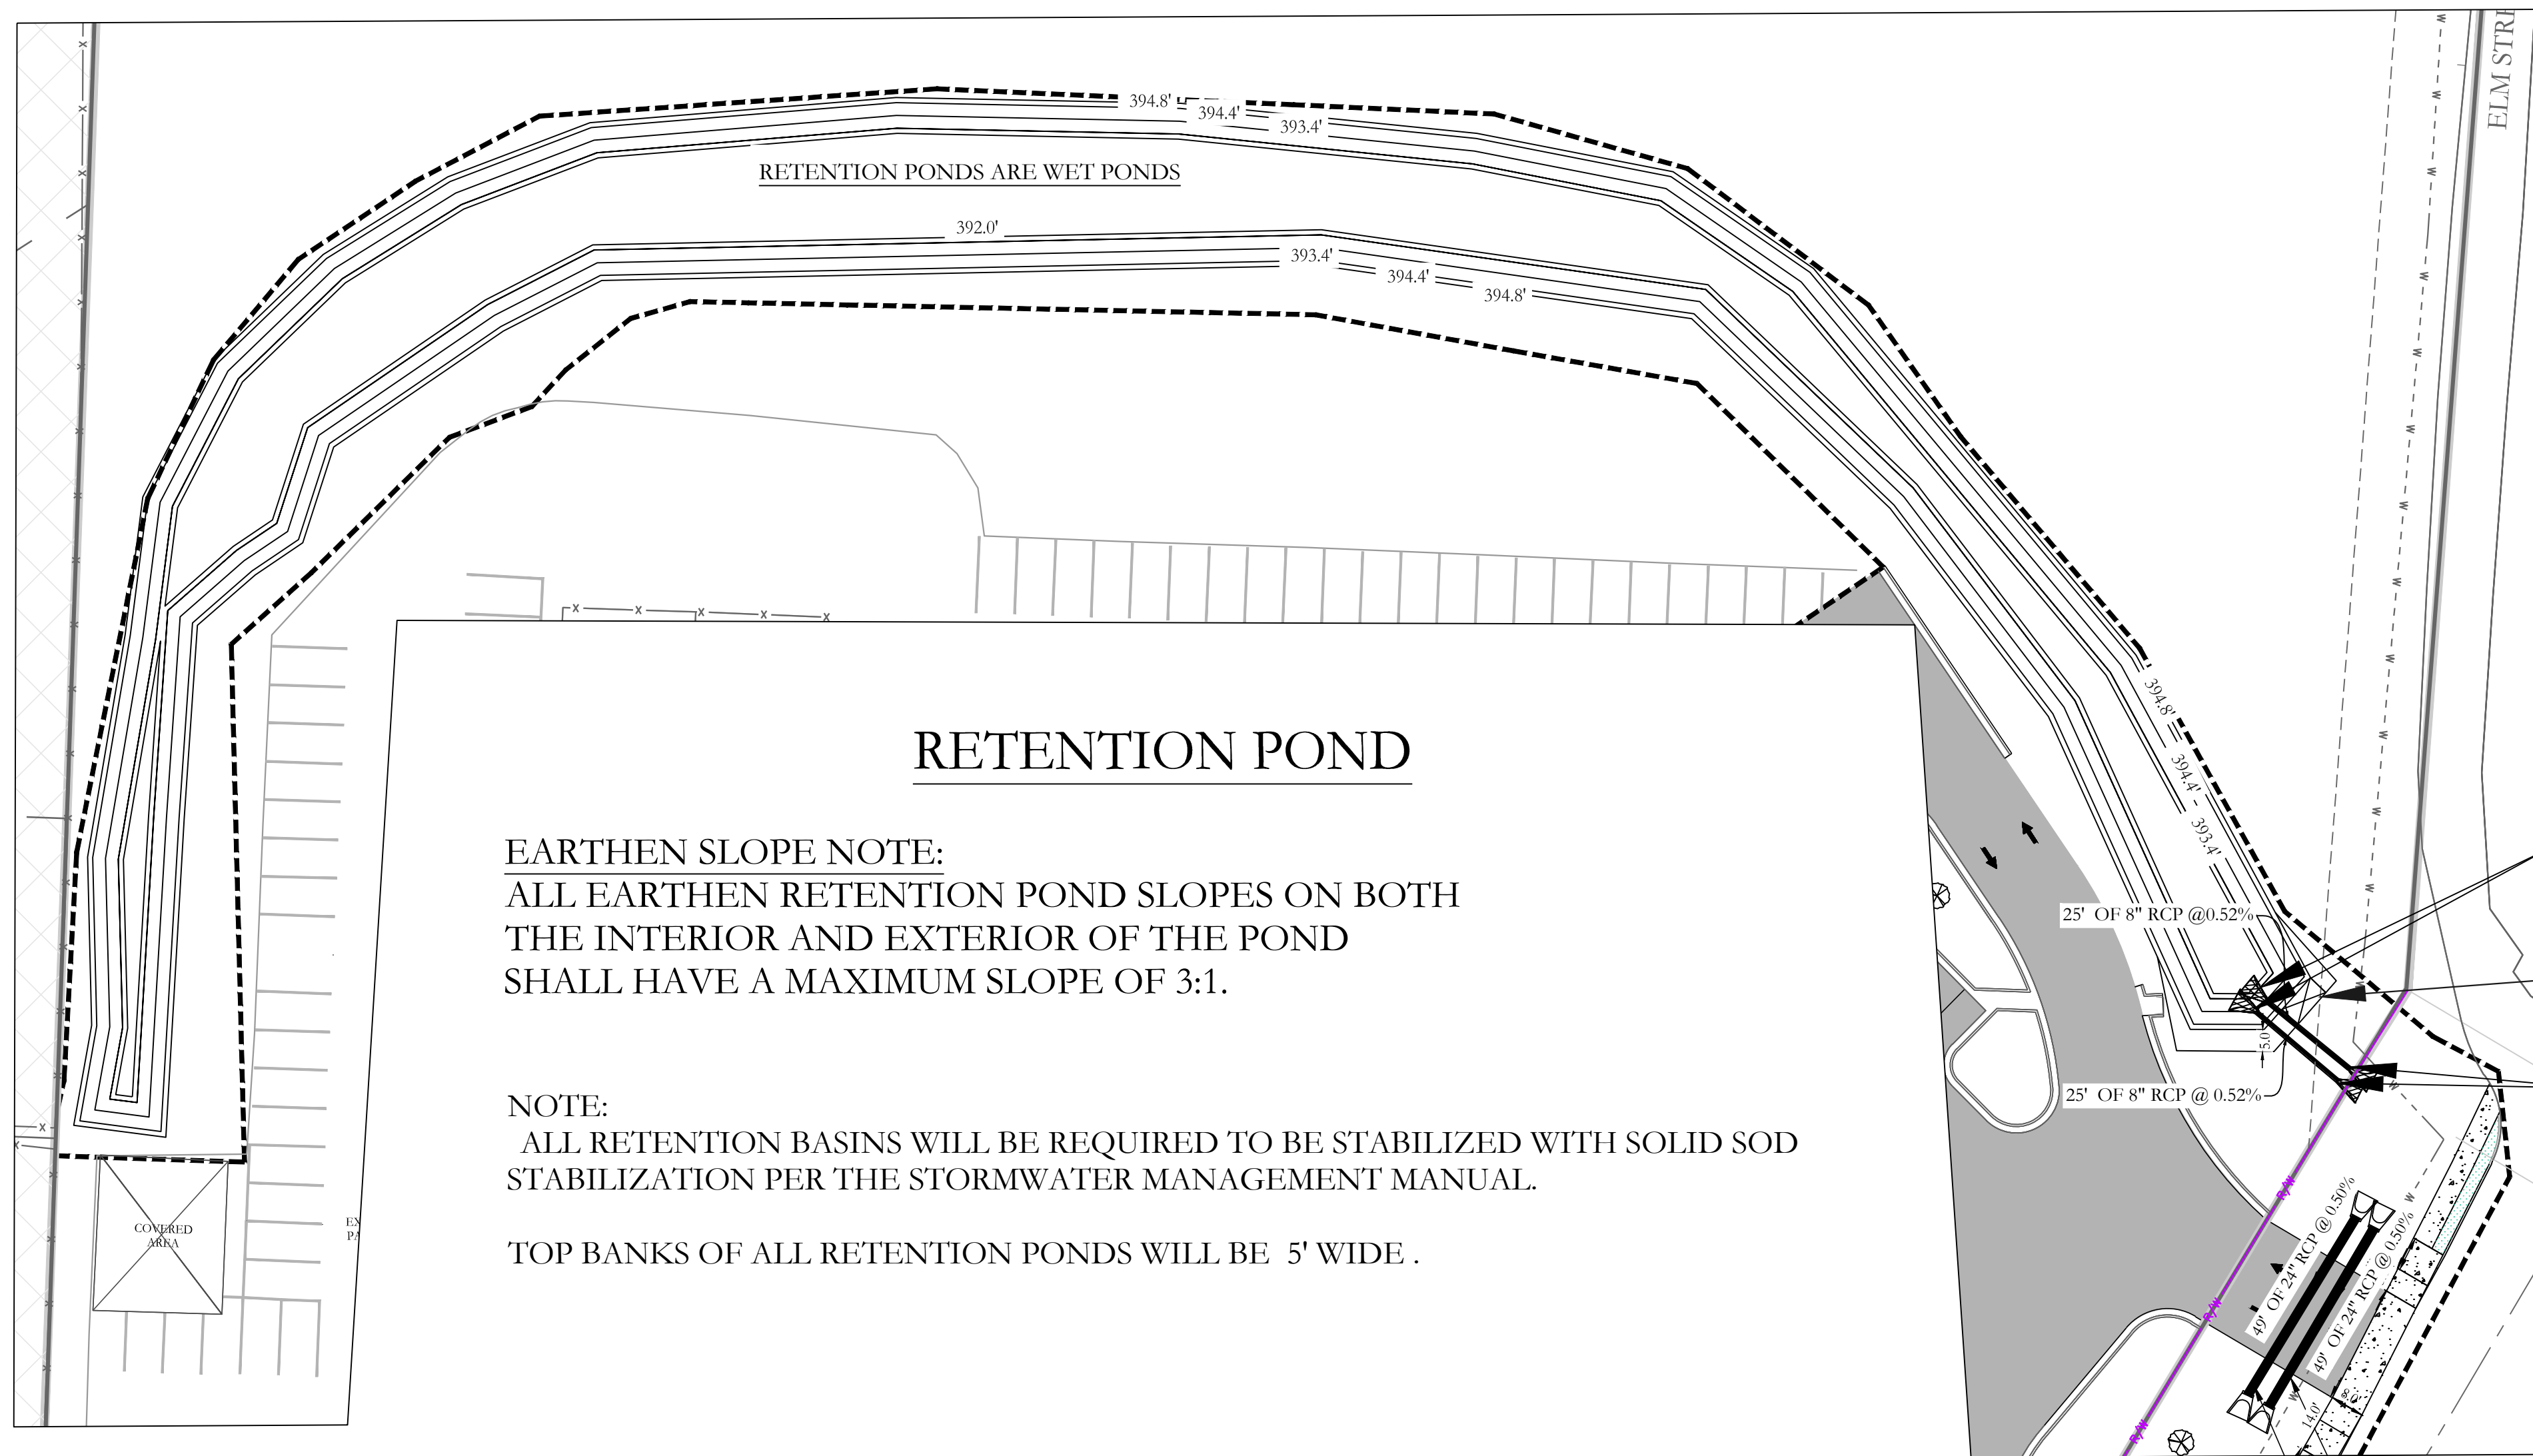 ELM STRE
394.8'
394.4'
393.4'
RETENTION PONDS ARE WET PONDS
392.0'
393.4'
394.4'
394.8'
394.8'
394.4'
393.4'
RETENTION POND
EARTHEN SLOPE NOTE:
ALL EARTHEN RETENTION POND SLOPES ON BOTH
THE INTERIOR AND EXTERIOR OF THE POND
SHALL HAVE A MAXIMUM SLOPE OF 3:1.
25' OF 8" RCP @0.52%
5.0
25' OF 8" RCP @ 0.52%
NOTE:
ALL RETENTION BASINS WILL BE REQUIRED TO BE STABILIZED WITH SOLID SOD
STABILIZATION PER THE STORMWATER MANAGEMENT MANUAL.
TOP BANKS OF ALL RETENTION PONDS WILL BE 5' WIDE .
COVERED
AREA
EX
PA
49' OF 24" RCP @ 0.50%
49' OF 24" RCP @ 0.50%
R/W
R/W
R/W
8.0'
14.0'